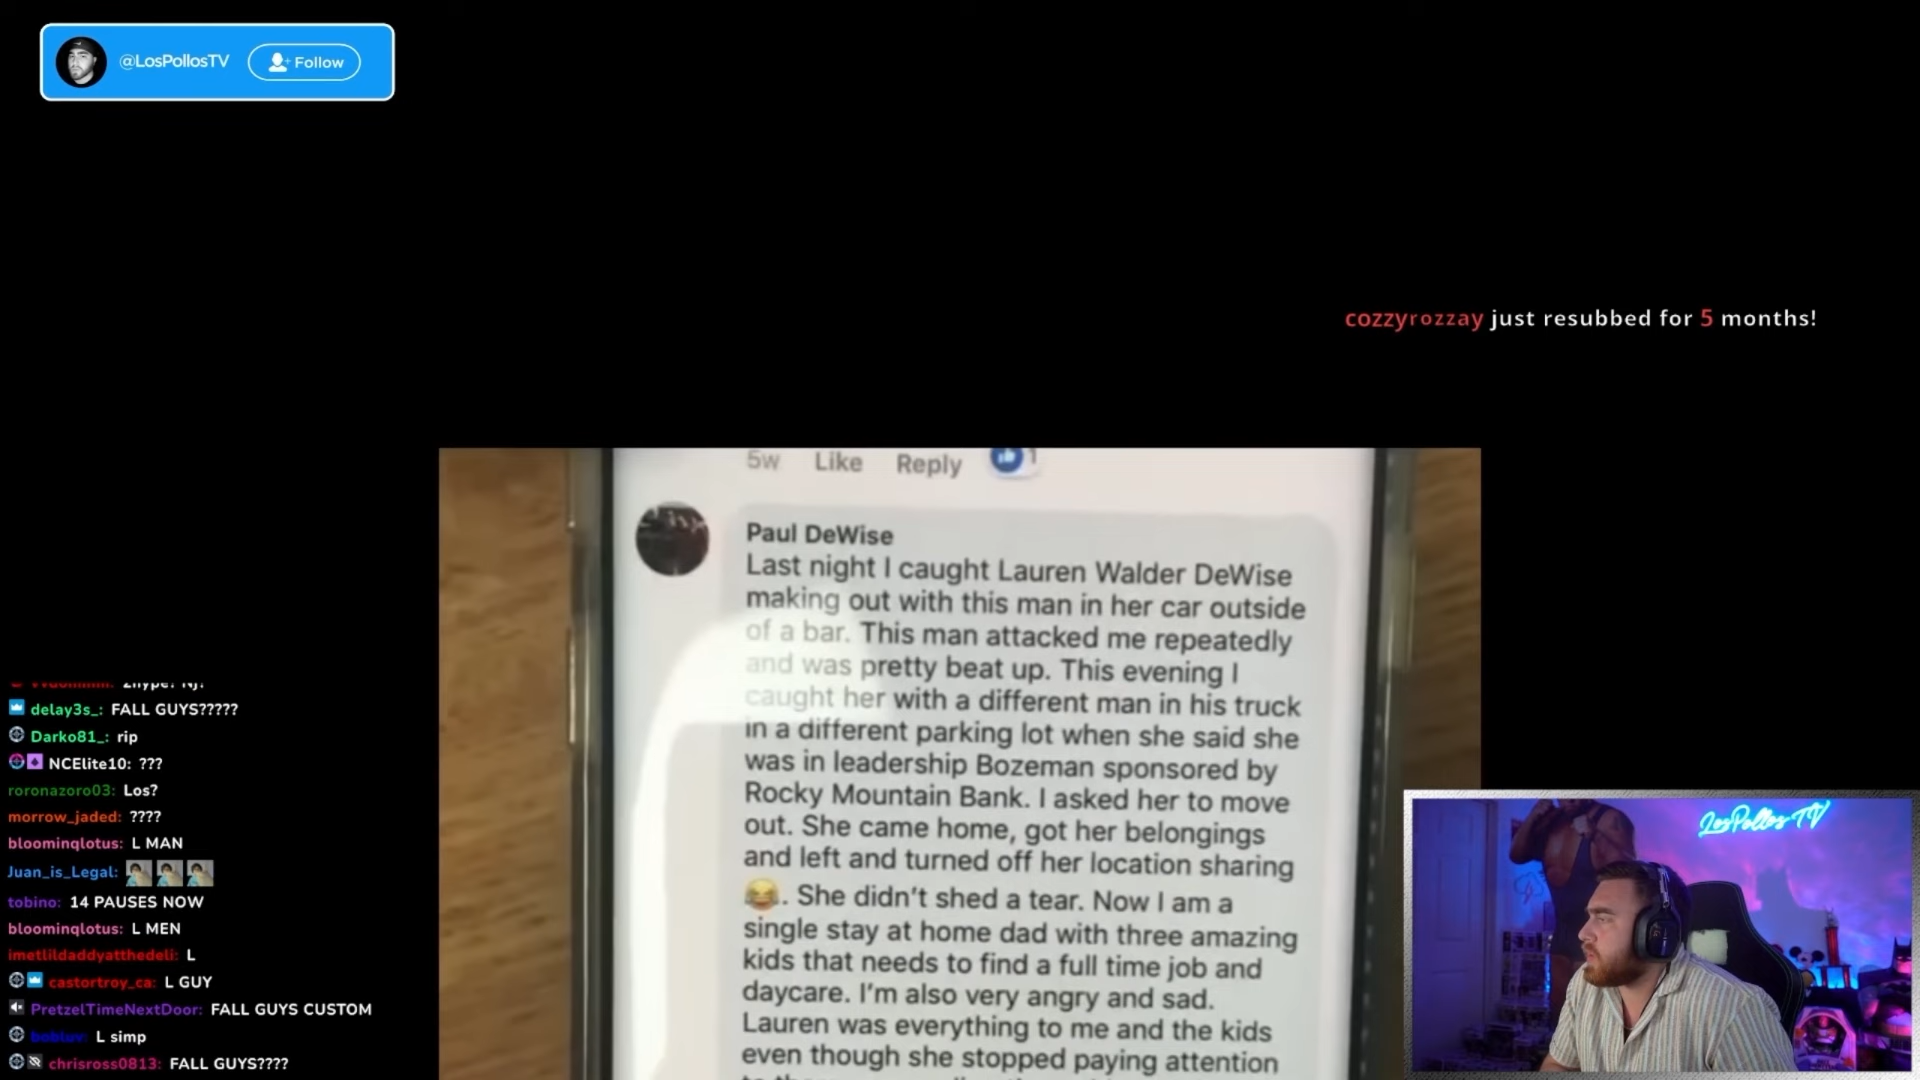 @LosPollosTV
Follow
cozzyrozzay just resubbed for 5 months!
5w Like Reply 1
Paul DeWise
Last night I caught Lauren Walder DeWise
making out with this man in her car outside
of a bar. This man attacked me repeatedly
and was pretty beat up. This evening I
caught her with a different man in his truck
in a different parking lot when she said she
was in leadership Bozeman sponsored by
Rocky Mountain Bank. I asked her to move
out. She came home, got her belongings
and left and turned off her location sharing
😂. She didn't shed a tear. Now I am a
single stay at home dad with three amazing
kids that needs to find a full time job and
daycare. I'm also very angry and sad.
Lauren was everything to me and the kids
even though she stopped paying attention
delay3s_: FALL GUYS?????
Darko81_: rip
NCElite10: ???
roronazoro03: Los?
morrow_jaded: ????
bloominqlotus: L MAN
Juan_is_Legal:
tobino: 14 PAUSES NOW
bloominqlotus: L MEN
imetlildaddyatthedeli: L
castortroy_ca: L GUY
PretzelTimeNextDoor: FALL GUYS CUSTOM
bobluv: L simp
chrisross0813: FALL GUYS????
LosPollosTV